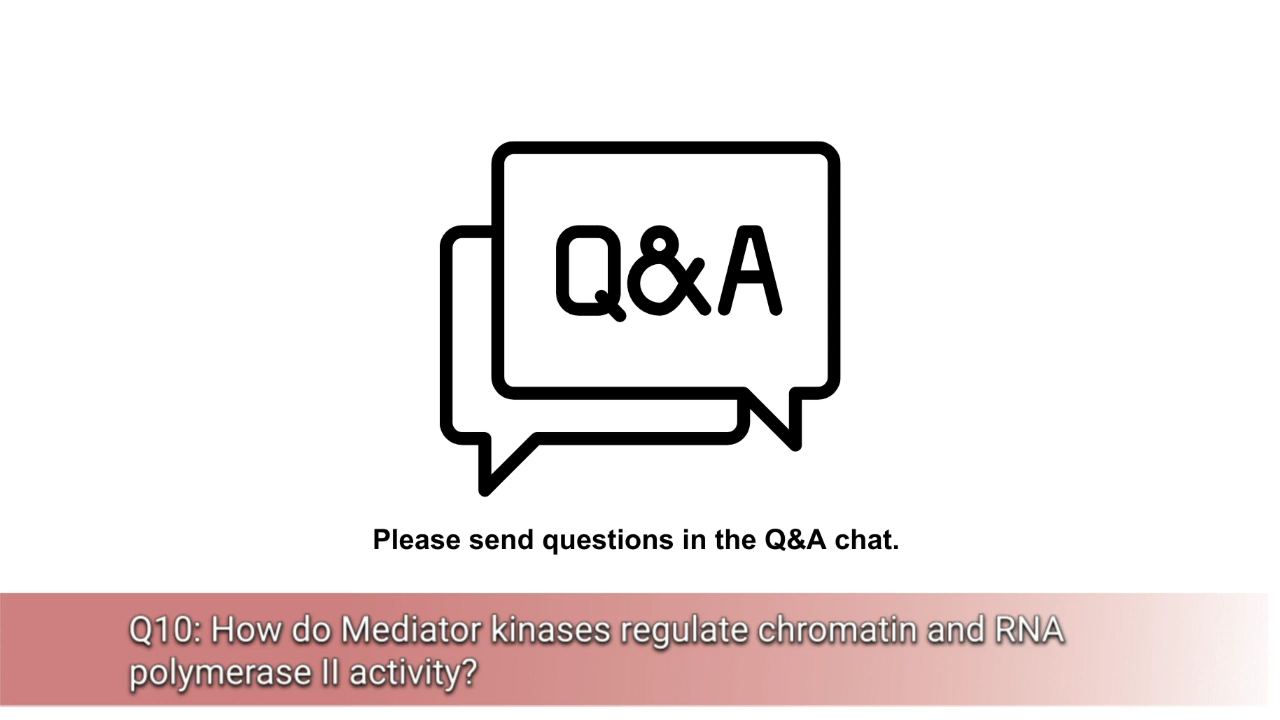 Q&A
Please send questions in the Q&A chat.
Q10: How do Mediator kinases regulate chromatin and RNA
polymerase II activity?